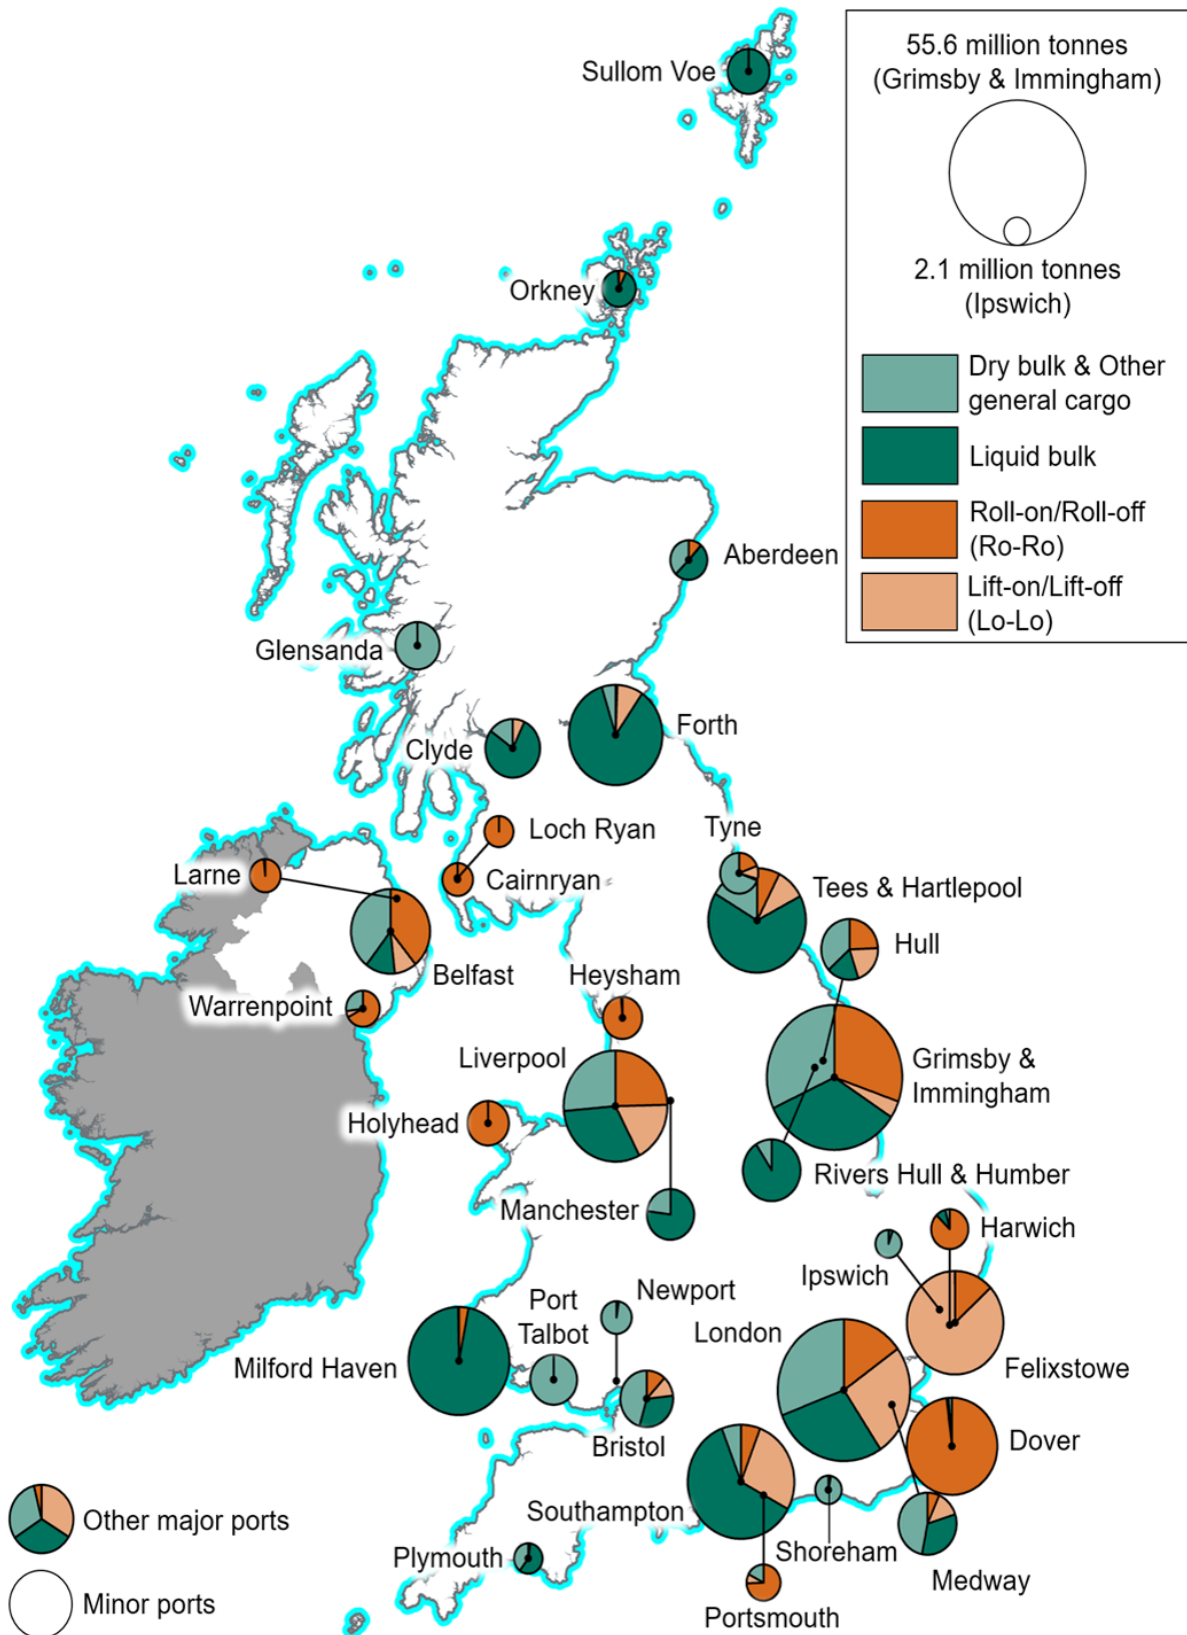 55.6 million tonnes
(Grimsby & Immingham)
2.1 million tonnes
(Ipswich)
Dry bulk & Other
general cargo
Liquid bulk
Roll-on/Roll-off
(Ro-Ro)
Lift-on/Lift-off
(Lo-Lo)
Sullom Voe
Orkney
Aberdeen
Glensanda
Forth
Clyde
Loch Ryan
Tyne
Larne
Cairnryan
Tees & Hartlepool
Hull
Belfast
Heysham
Warrenpoint
Liverpool
Grimsby &
Immingham
Holyhead
Rivers Hull & Humber
Manchester
Harwich
Ipswich
Newport
Port
Talbot
London
Milford Haven
Felixstowe
Bristol
Dover
Southampton
Other major ports
Shoreham
Plymouth
Medway
Minor ports
Portsmouth